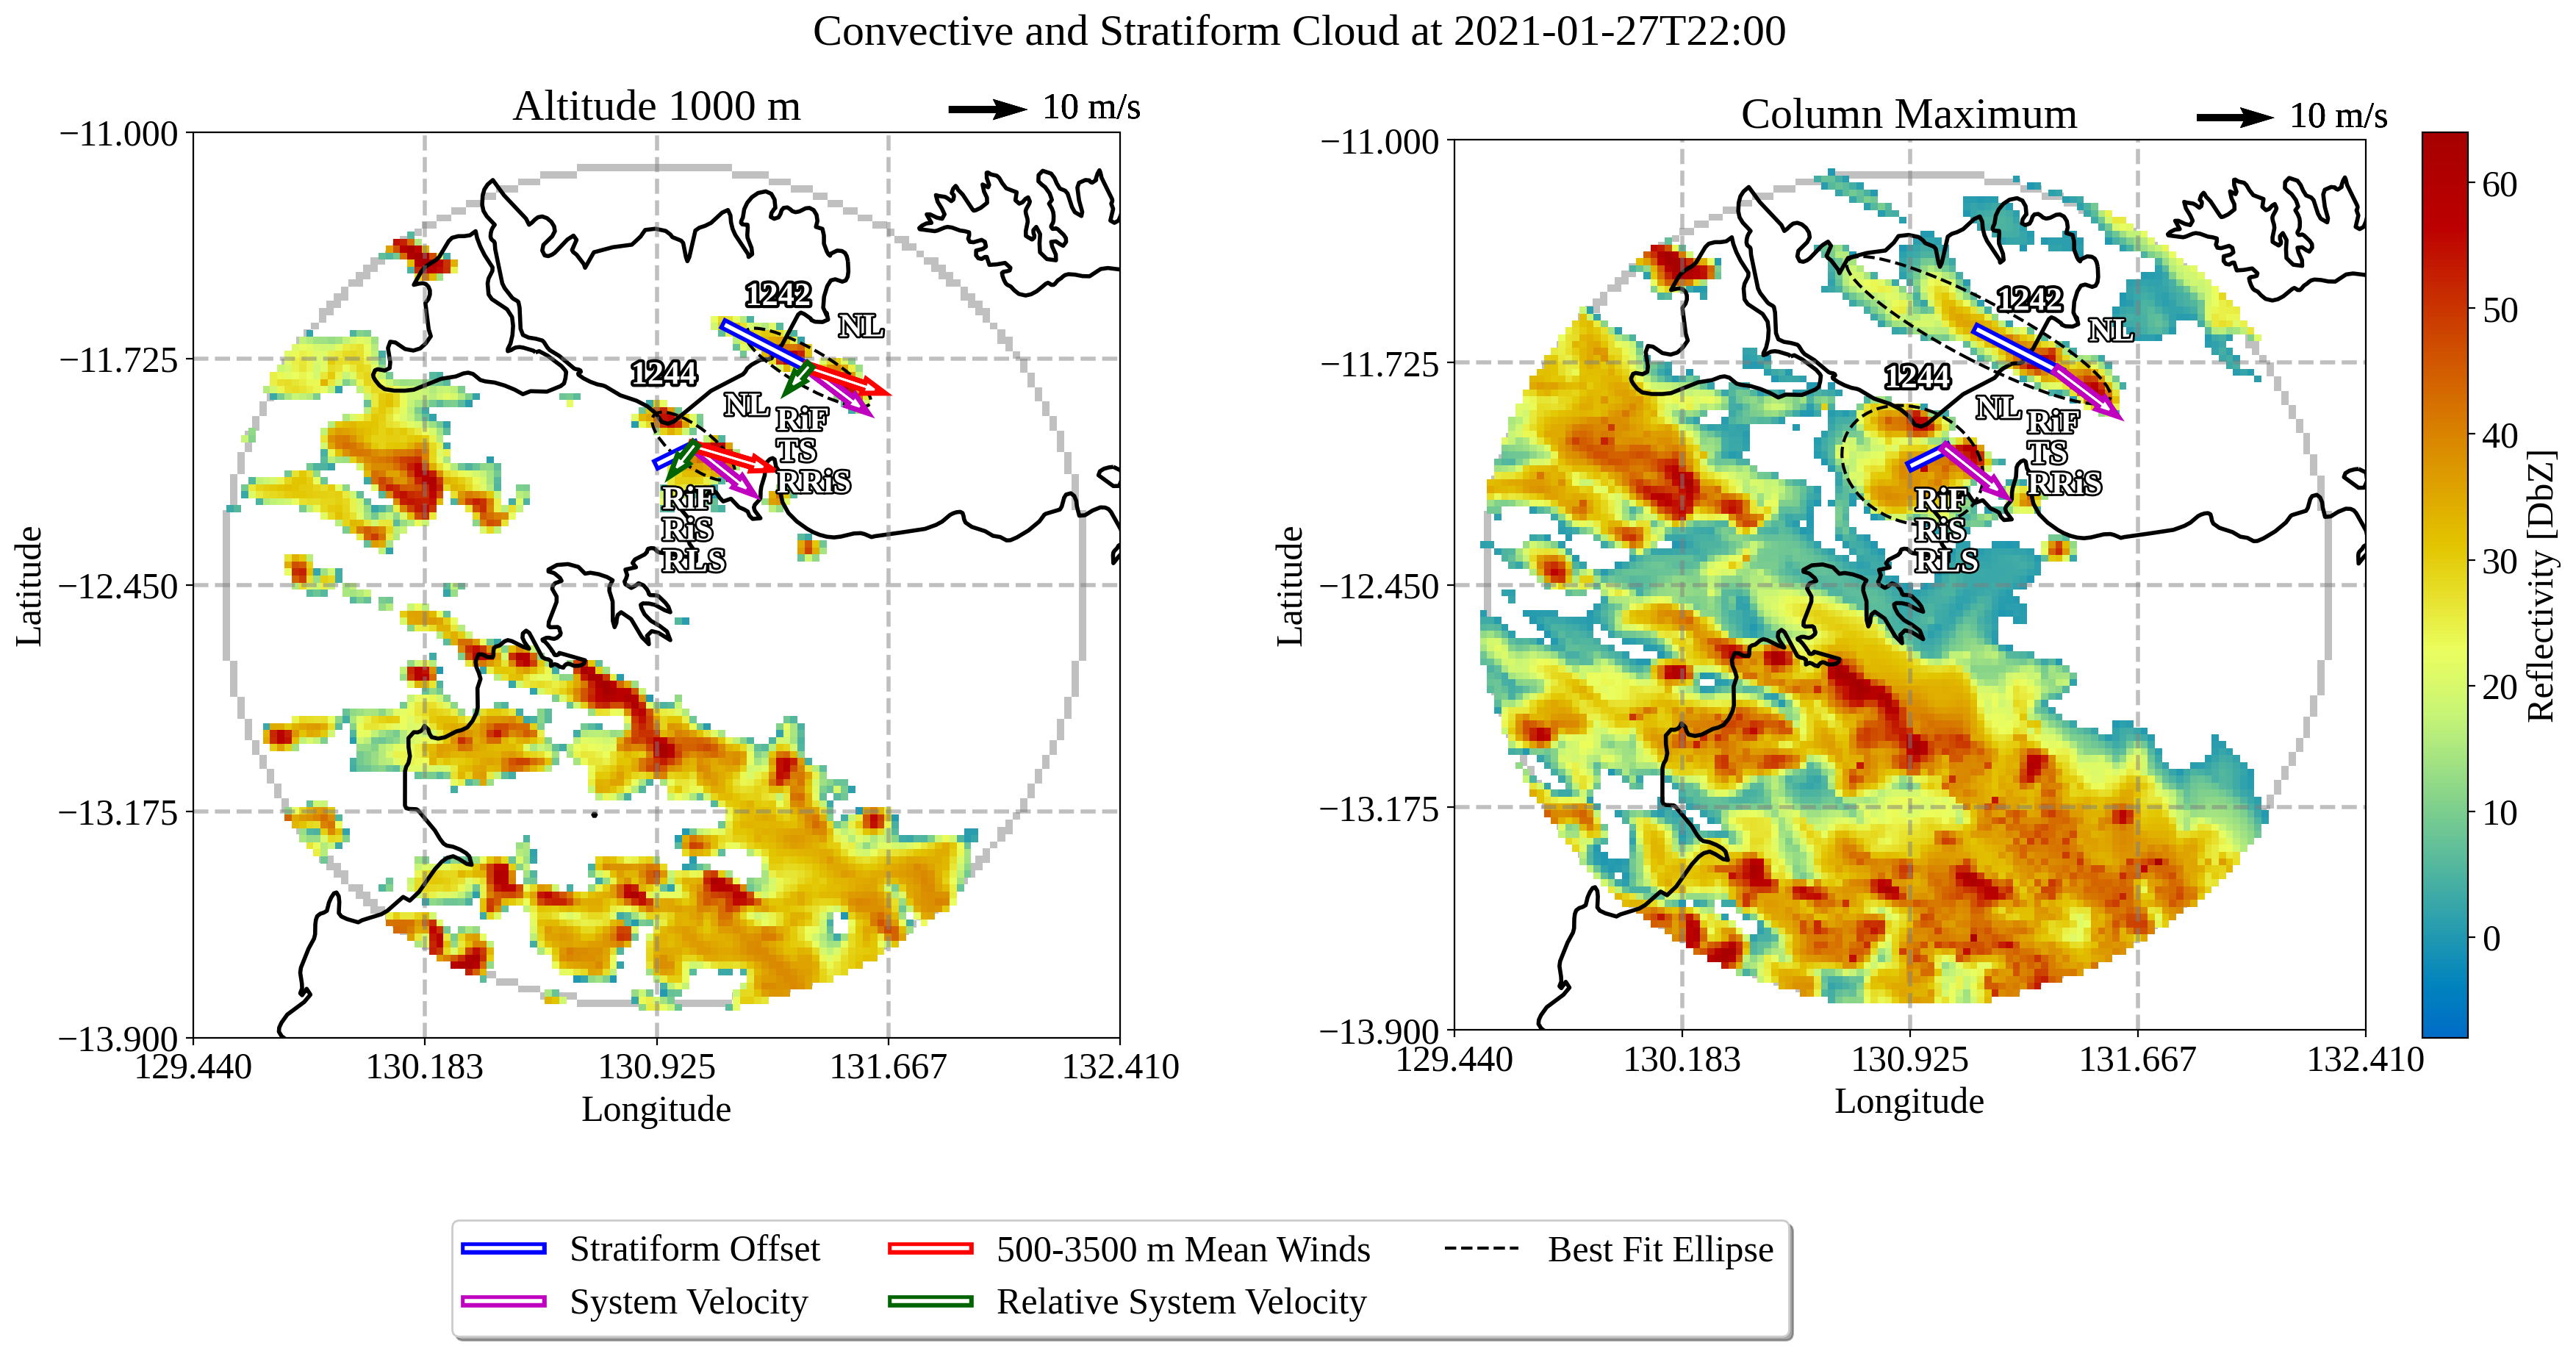 Convective and Stratiform Cloud at 2021-01-27T22:00
Altitude 1000 m
10 m/s
−11.000
−11.725
−12.450
−13.175
−13.900
Latitude
129.440
130.183
130.925
131.667
132.410
Longitude
1242
NL
1244
NL
RiF
TS
RRiS
RiF
RiS
RLS
Column Maximum
10 m/s
−11.000
−11.725
−12.450
−13.175
−13.900
Latitude
129.440
130.183
130.925
131.667
132.410
Longitude
1242
NL
1244
NL
RiF
TS
RRiS
RiF
RiS
RLS
60
50
40
30
20
10
0
Reflectivity [DbZ]
Stratiform Offset
System Velocity
500-3500 m Mean Winds
Relative System Velocity
Best Fit Ellipse